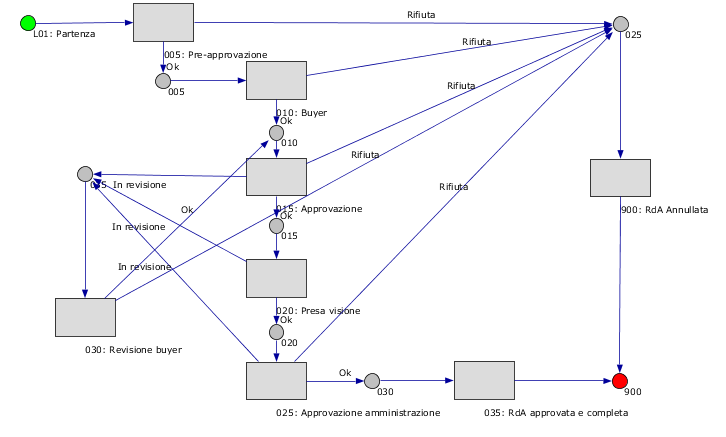 Rifiuta
L01: Partenza
025
005: Pre-approvazione
Rifiuta
Ok
005
Rifiuta
010: Buyer
Ok
010
Rifiuta
In revisione
Ok
Rifiuta
015: Approvazione
900: RdA Annullata
Ok
In revisione
015
In revisione
020: Presa visione
Ok
020
030: Revisione buyer
Ok
030
900
025: Approvazione amministrazione
035: RdA approvata e completa